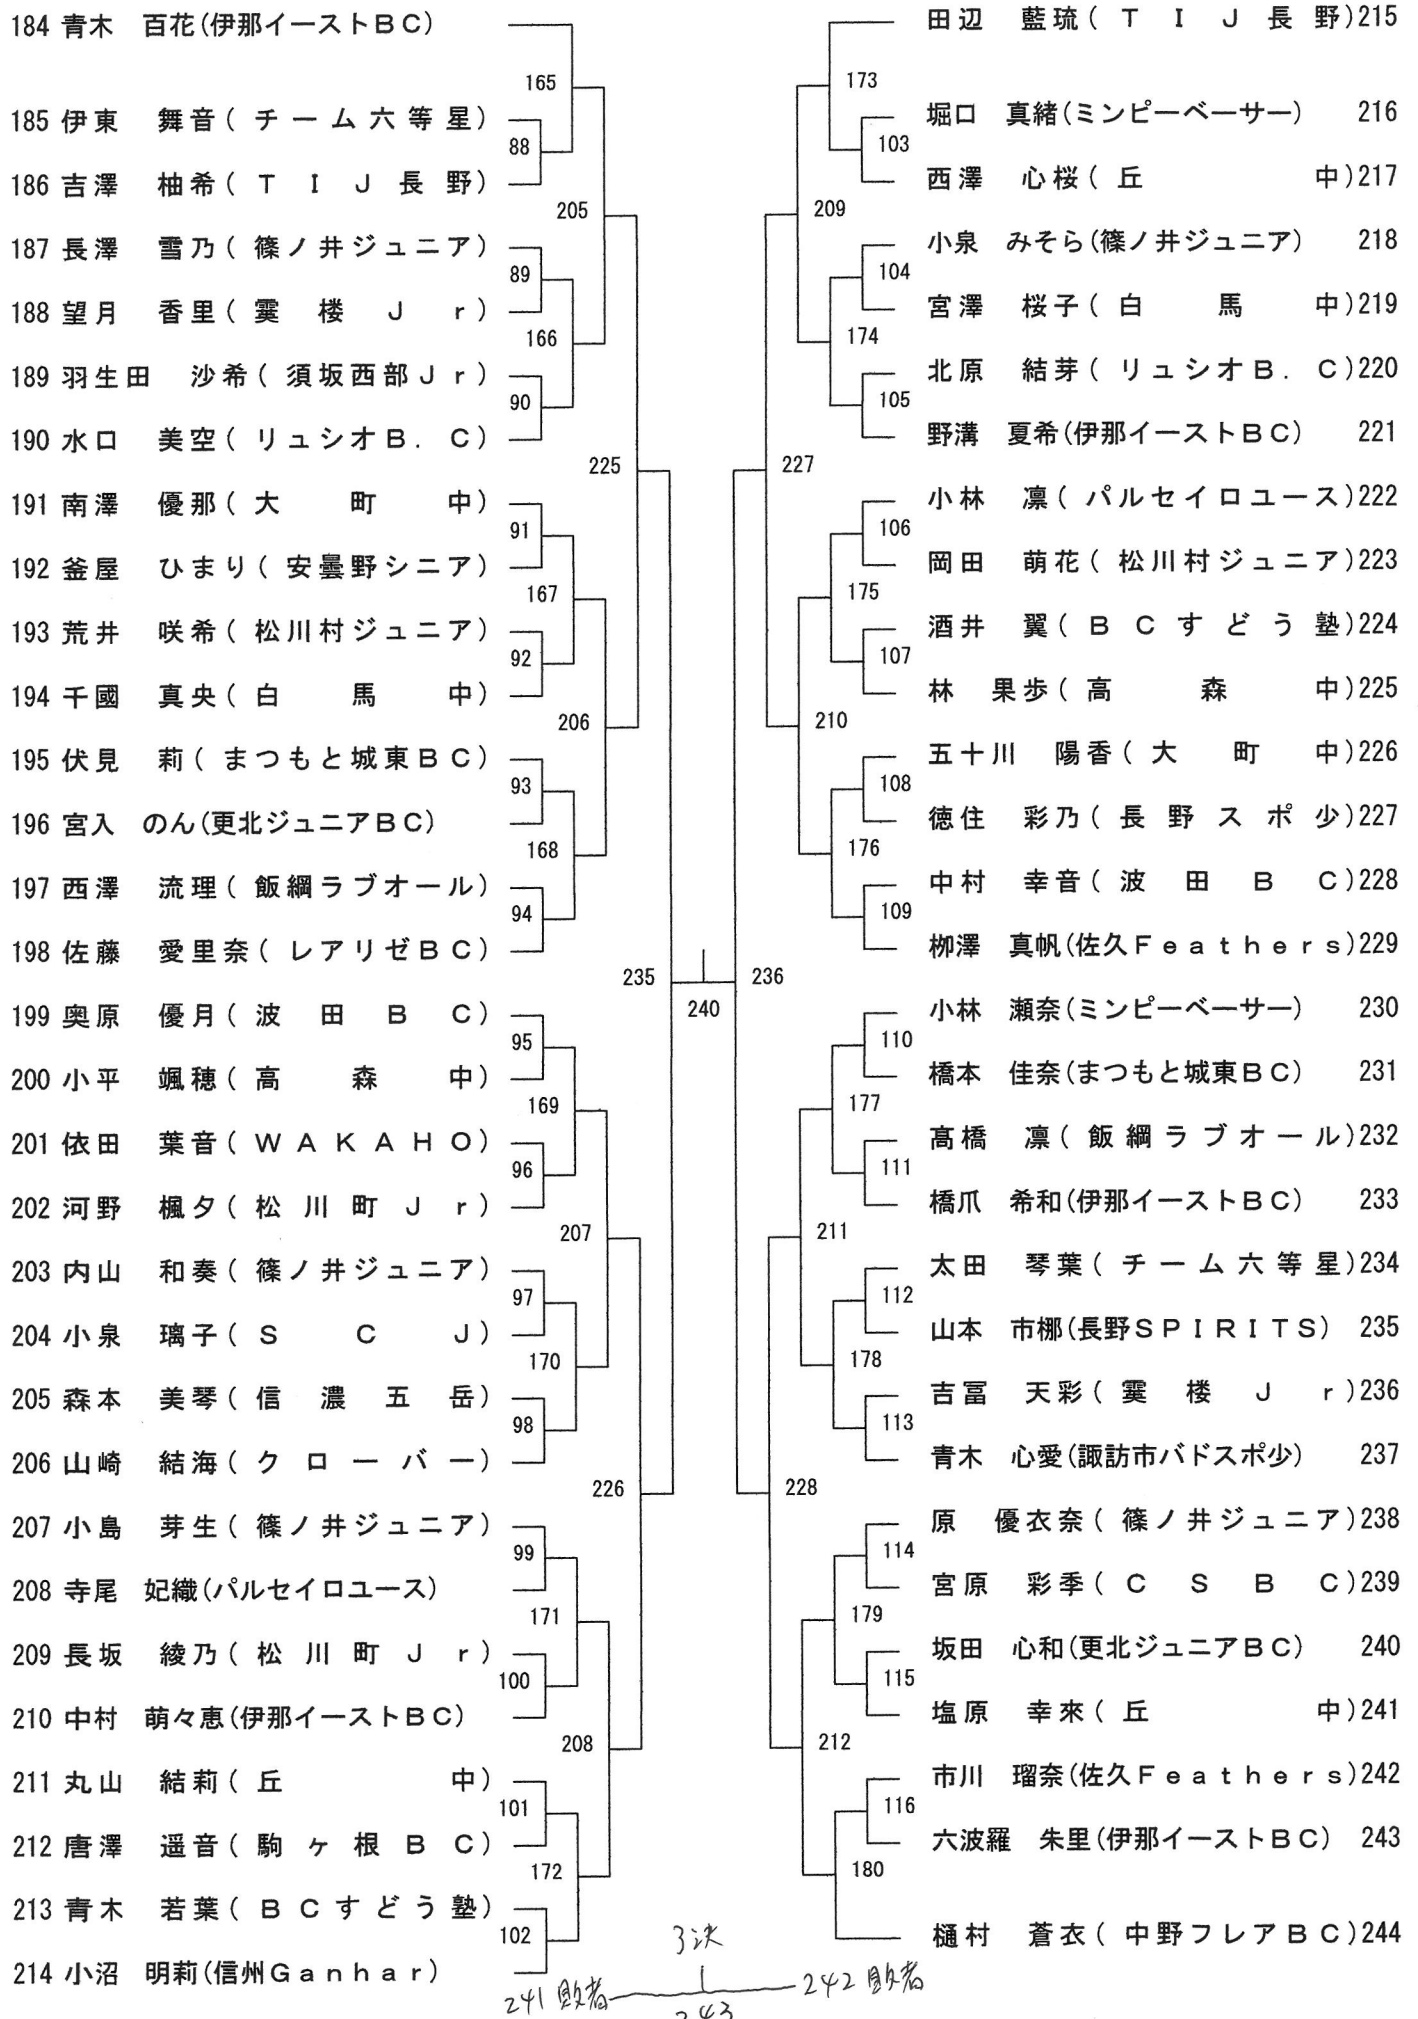 184 青木 百花(伊那イーストBC)
165
185 伊東 舞音(チーム六等星)
88
186 吉澤 柚希(TIJ長野)
205
187 長澤 雪乃(篠ノ井ジュニア)
89
188 望月 香里(霙楼Jr)
166
189 羽生田 沙希(須坂西部Jr)
90
190 水口 美空(リュシオB.C)
225
191 南澤 優那(大町中)
91
192 釜屋 ひまり(安曇野シニア)
167
193 荒井 咲希(松川村ジュニア)
92
194 千國 真央(白馬中)
206
195 伏見 莉(まつもと城東BC)
93
196 宮入 のん(更北ジュニアBC)
168
197 西澤 流理(飯綱ラブオール)
94
198 佐藤 愛里奈(レアリゼBC)
235
199 奥原 優月(波田BC)
95
200 小平 颯穂(高森中)
169
201 依田 葉音(WAKAHO)
96
202 河野 楓夕(松川町Jr)
207
203 内山 和奏(篠ノ井ジュニア)
97
204 小泉 璃子(SCJ)
170
205 森本 美琴(信濃五岳)
98
206 山崎 結海(クローバー)
226
207 小島 芽生(篠ノ井ジュニア)
99
208 寺尾 妃織(パルセイロユース)
171
209 長坂 綾乃(松川町Jr)
100
210 中村 萌々恵(伊那イーストBC)
208
211 丸山 結莉(丘中)
101
212 唐澤 遥音(駒ヶ根BC)
172
213 青木 若葉(BCすどう塾)
102
214 小沼 明莉(信州Ganhar)
240
田辺 藍琉(TIJ長野)215
173
堀口 真緒(ミンピーベーサー) 216
103
西澤 心桜(丘中)217
209
小泉 みそら(篠ノ井ジュニア) 218
104
宮澤 桜子(白馬中)219
174
北原 結芽(リュシオB.C)220
105
野溝 夏希(伊那イーストBC) 221
227
小林 凛(パルセイロユース)222
106
岡田 萌花(松川村ジュニア)223
175
酒井 翼(BCすどう塾)224
107
林 果歩(高森中)225
210
五十川 陽香(大町中)226
108
徳住 彩乃(長野スポ少)227
176
中村 幸音(波田BC)228
109
栁澤 真帆(佐久Feathers)229
236
小林 瀬奈(ミンピーベーサー) 230
110
橋本 佳奈(まつもと城東BC) 231
177
髙橋 凛(飯綱ラブオール)232
111
橋爪 希和(伊那イーストBC) 233
211
太田 琴葉(チーム六等星)234
112
山本 市梛(長野SPIRITS) 235
178
吉冨 天彩(霙楼Jr)236
113
青木 心愛(諏訪市バドスポ少) 237
228
原 優衣奈(篠ノ井ジュニア)238
114
宮原 彩季(CSBC)239
179
坂田 心和(更北ジュニアBC) 240
115
塩原 幸來(丘中)241
212
市川 瑠奈(佐久Feathers)242
116
六波羅 朱里(伊那イーストBC) 243
180
樋村 蒼衣(中野フレアBC)244
3決
241敗者 242敗者
243